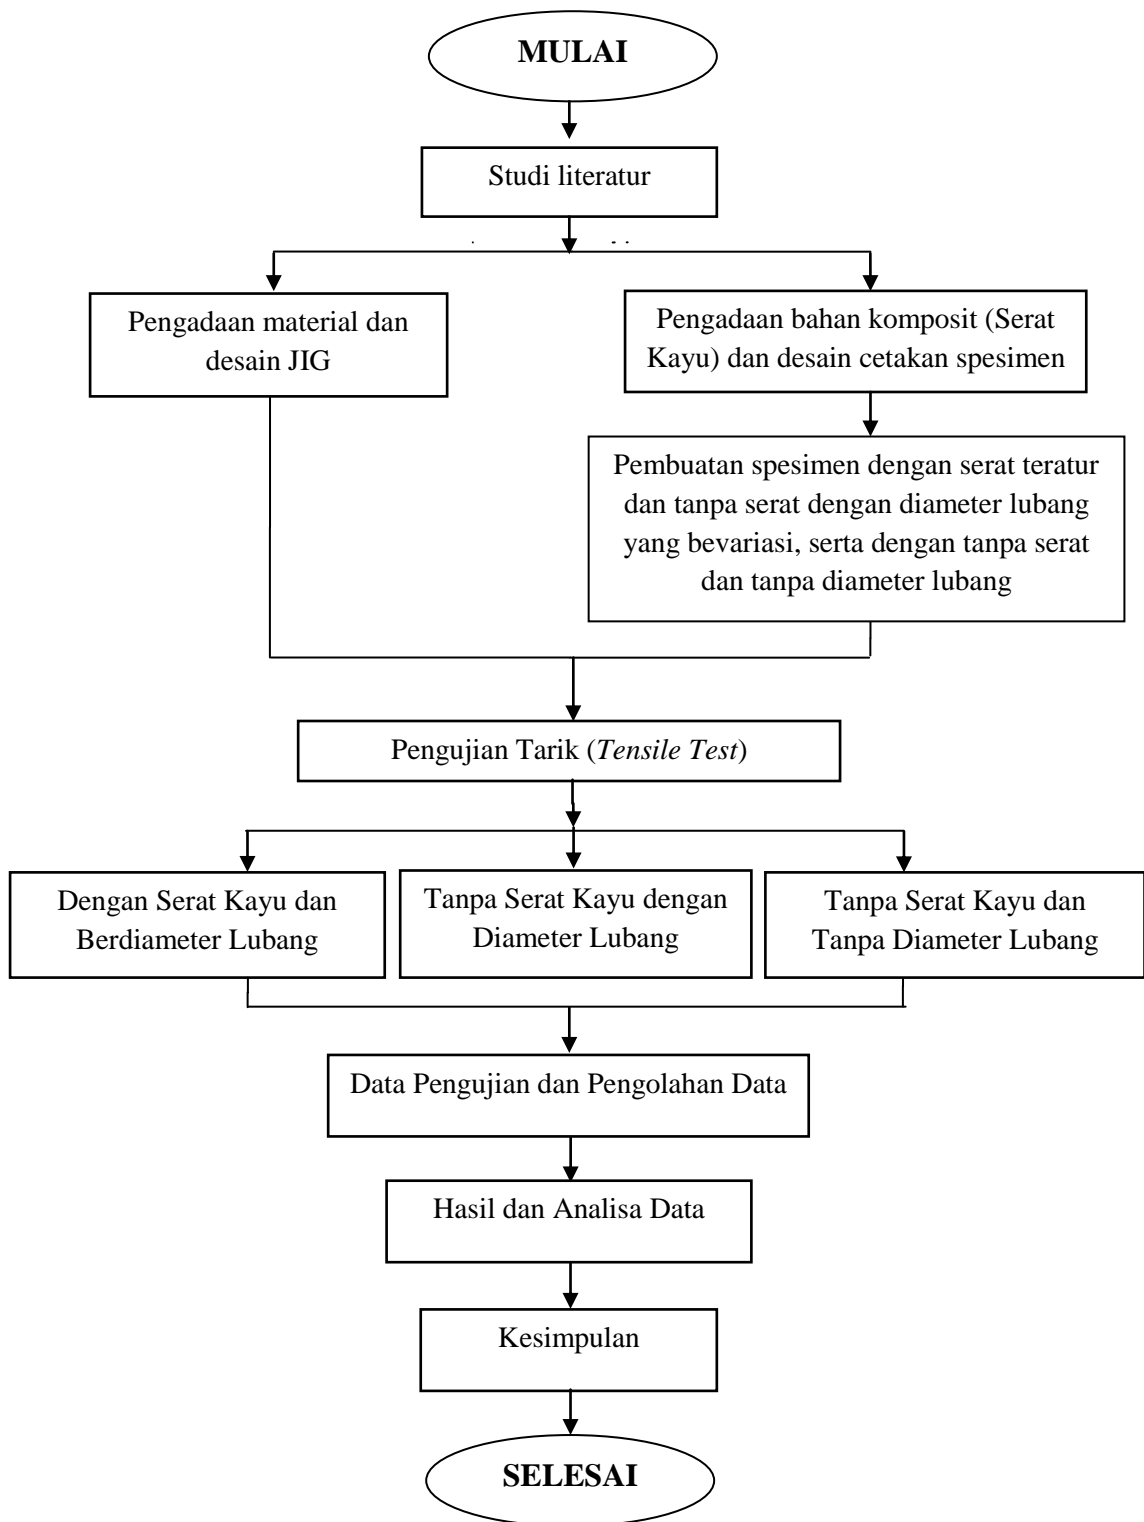 MULAI
Studi literatur
Pengadaan material dan
desain JIG
Pengadaan bahan komposit (Serat
Kayu) dan desain cetakan spesimen
Pembuatan spesimen dengan serat teratur
dan tanpa serat dengan diameter lubang
yang bevariasi, serta dengan tanpa serat
dan tanpa diameter lubang
Pengujian Tarik (Tensile Test)
Dengan Serat Kayu dan
Berdiameter Lubang
Tanpa Serat Kayu dengan
Diameter Lubang
Tanpa Serat Kayu dan
Tanpa Diameter Lubang
Data Pengujian dan Pengolahan Data
Hasil dan Analisa Data
Kesimpulan
SELESAI